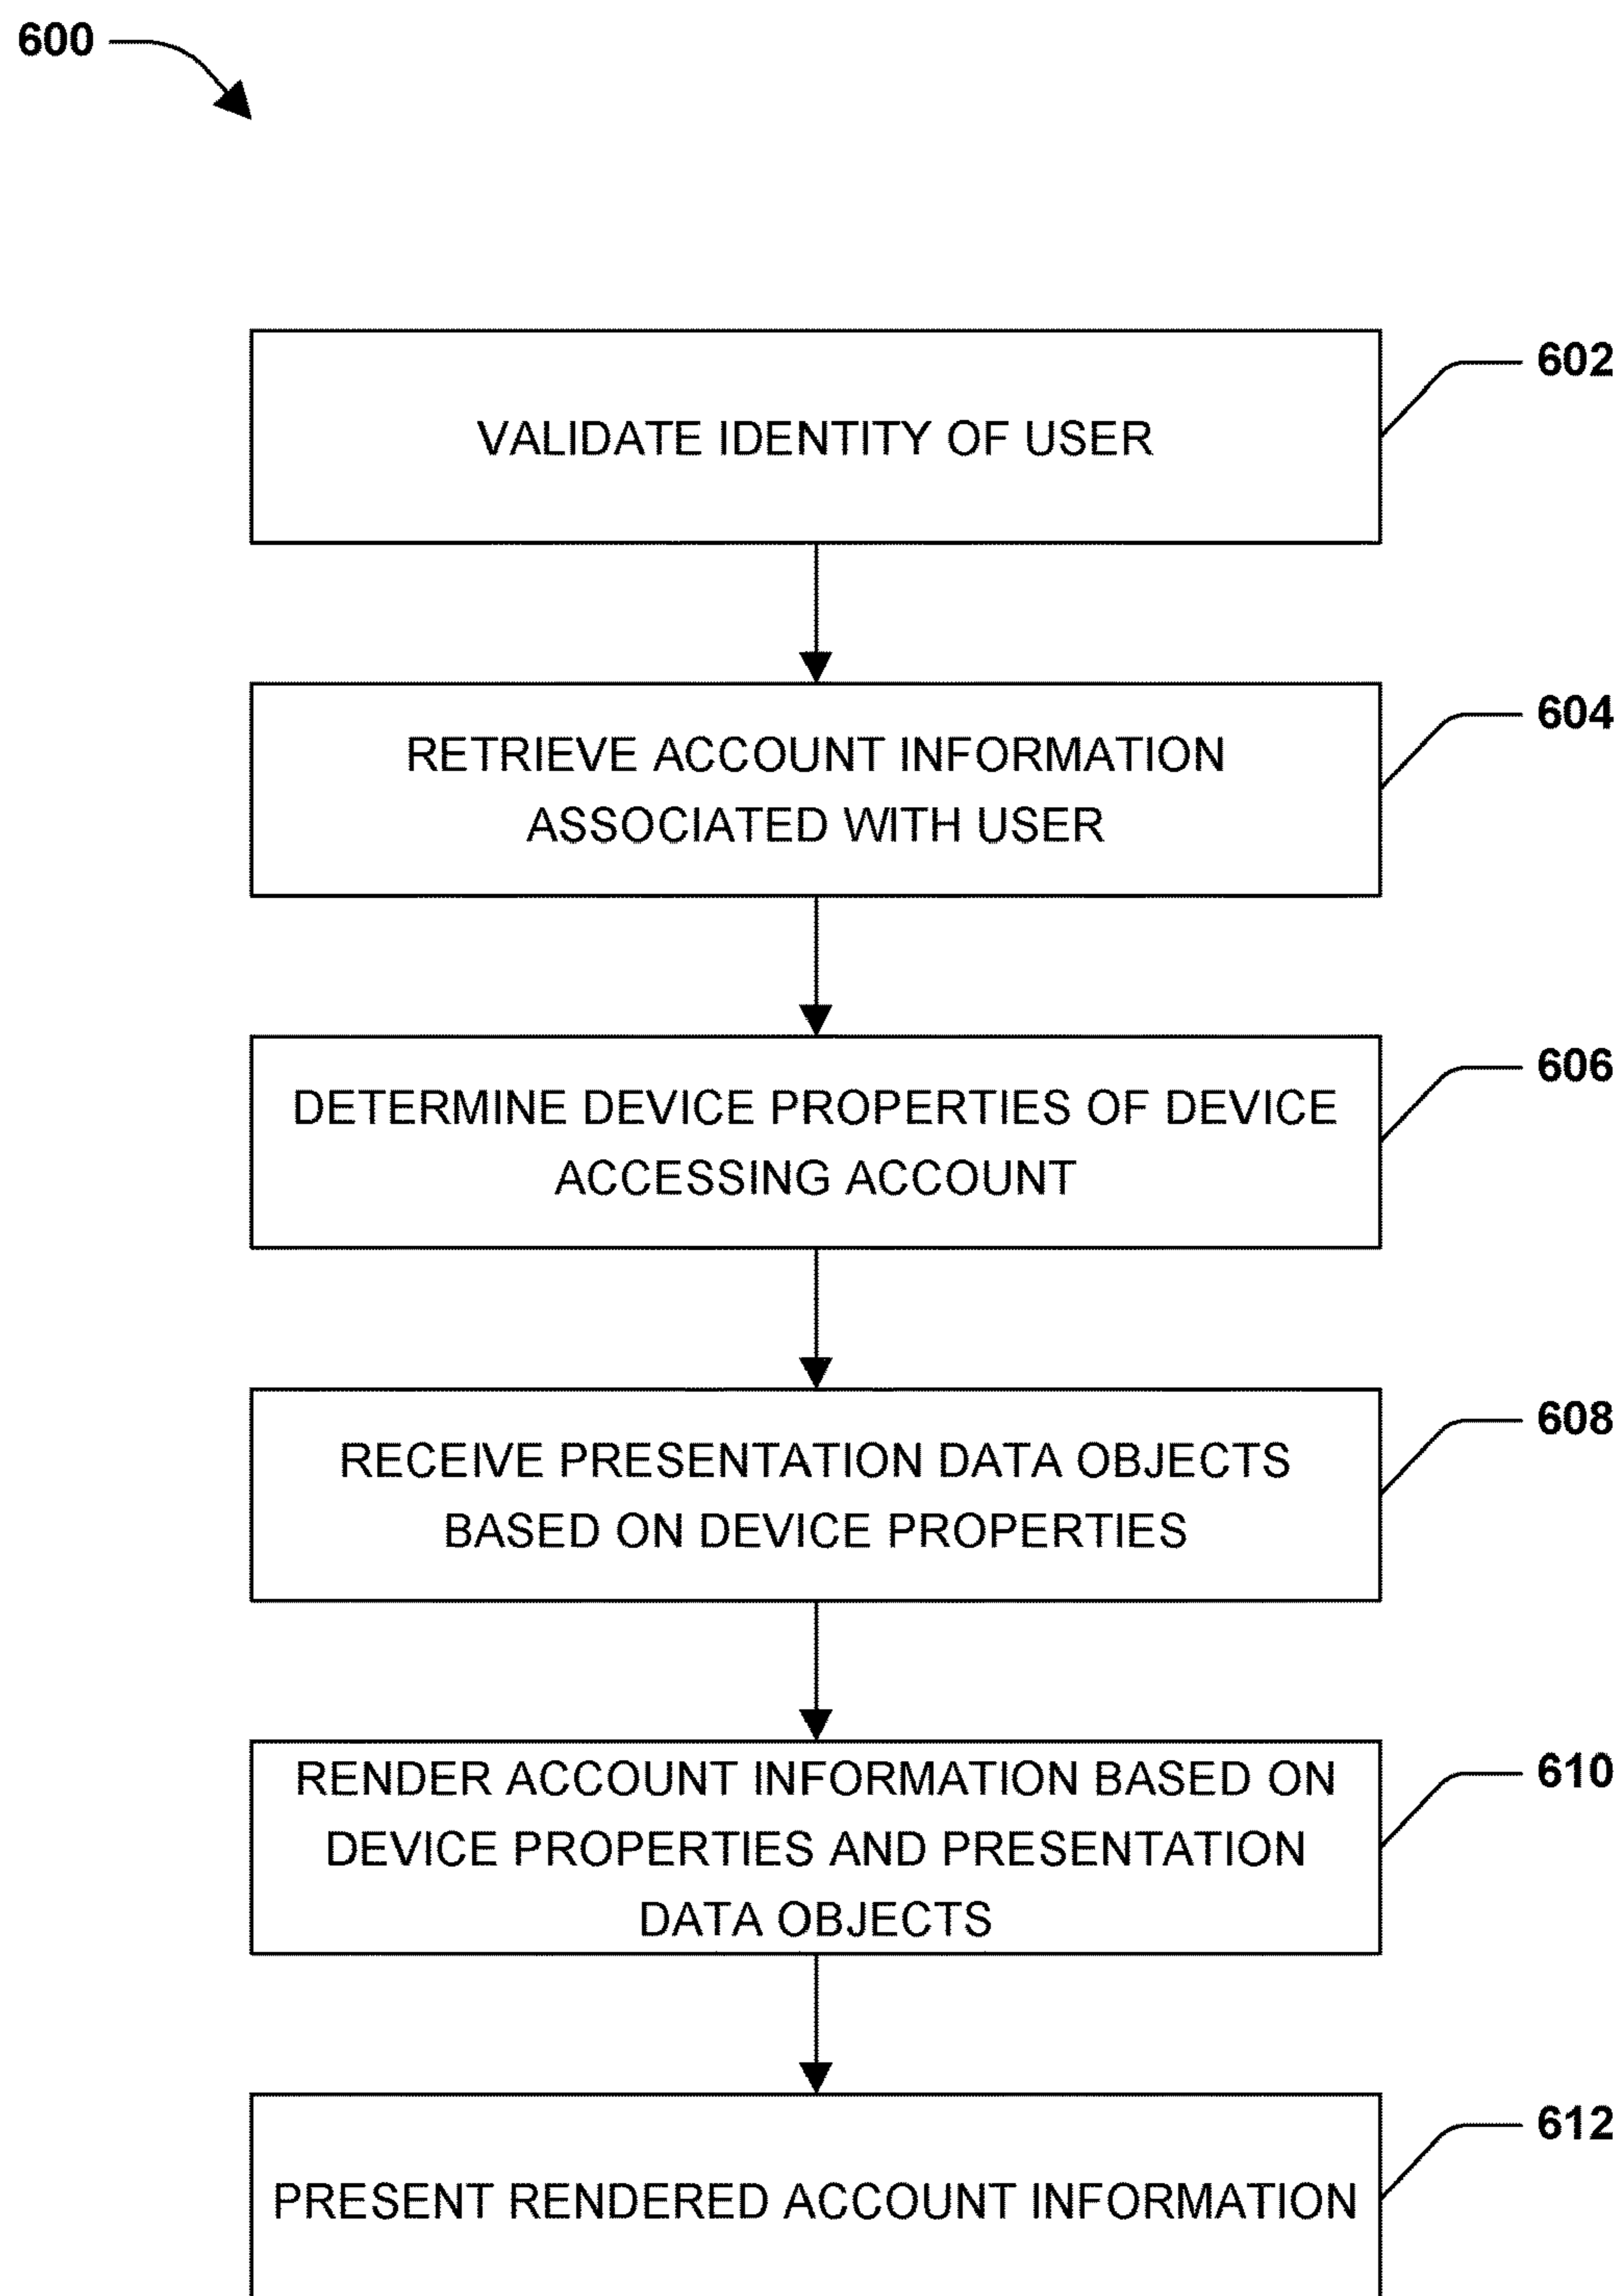 600
602
VALIDATE IDENTITY OF USER
604
RETRIEVE ACCOUNT INFORMATION
ASSOCIATED WITH USER
606
DETERMINE DEVICE PROPERTIES OF DEVICE
ACCESSING ACCOUNT
608
RECEIVE PRESENTATION DATA OBJECTS
BASED ON DEVICE PROPERTIES
610
RENDER ACCOUNT INFORMATION BASED ON
DEVICE PROPERTIES AND PRESENTATION
DATA OBJECTS
612
PRESENT RENDERED ACCOUNT INFORMATION